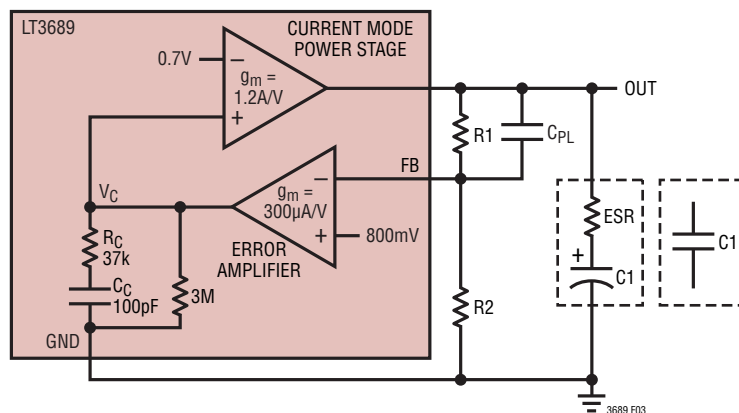 LT3689
CURRENT MODE
POWER STAGE
0.7V
−
gm =
1.2A/V
+
OUT
R1
CPL
FB
VC
−
gm =
300µA/V
+
800mV
ERROR
AMPLIFIER
RC
37k
CC
100pF
3M
GND
R2
ESR
+
C1
C1
3689 F03